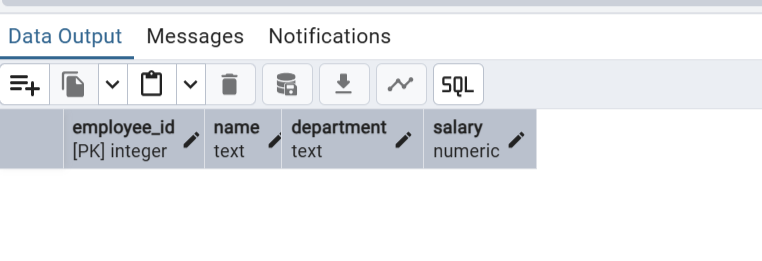 Data Output Messages Notifications
SQL
employee_id name department salary
[PK] integer text text numeric